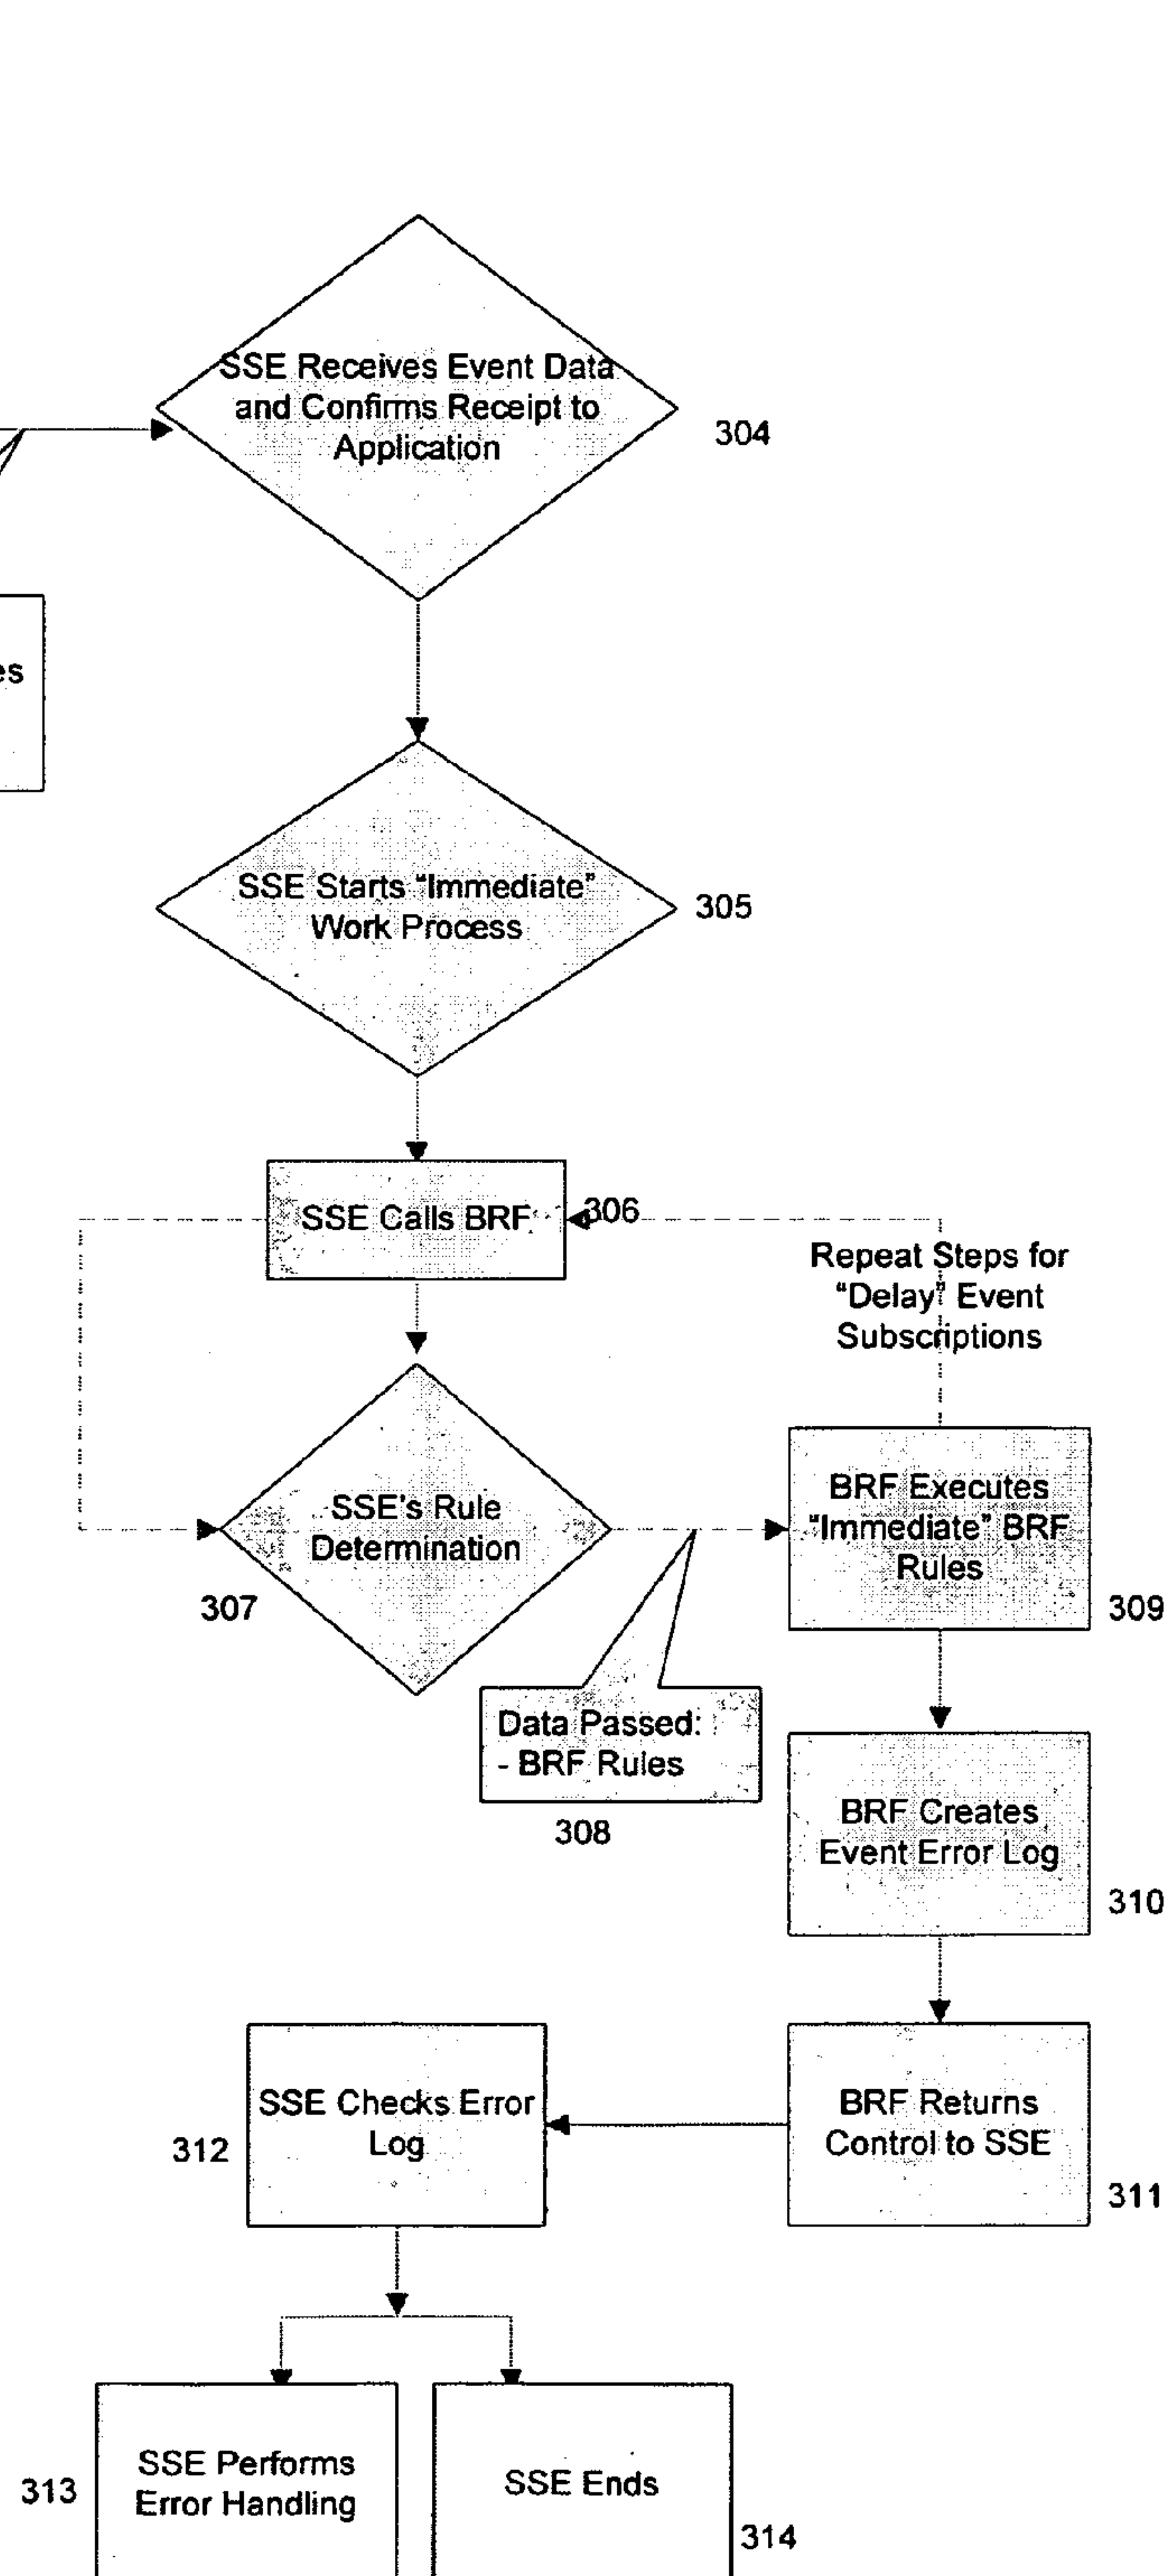 SSE Receives Event Data
and Confirms Receipt to
Application
304
es
SSE Starts "Immediate"
Work Process
305
SSE Calls BRF
306
Repeat Steps for
"Delay" Event
Subscriptions
SSE's Rule
Determination
307
BRF Executes
"Immediate" BRF
Rules
309
Data Passed:
- BRF Rules
308
BRF Creates
Event Error Log
310
SSE Checks Error
Log
312
BRF Returns
Control to SSE
311
SSE Performs
Error Handling
313
SSE Ends
314